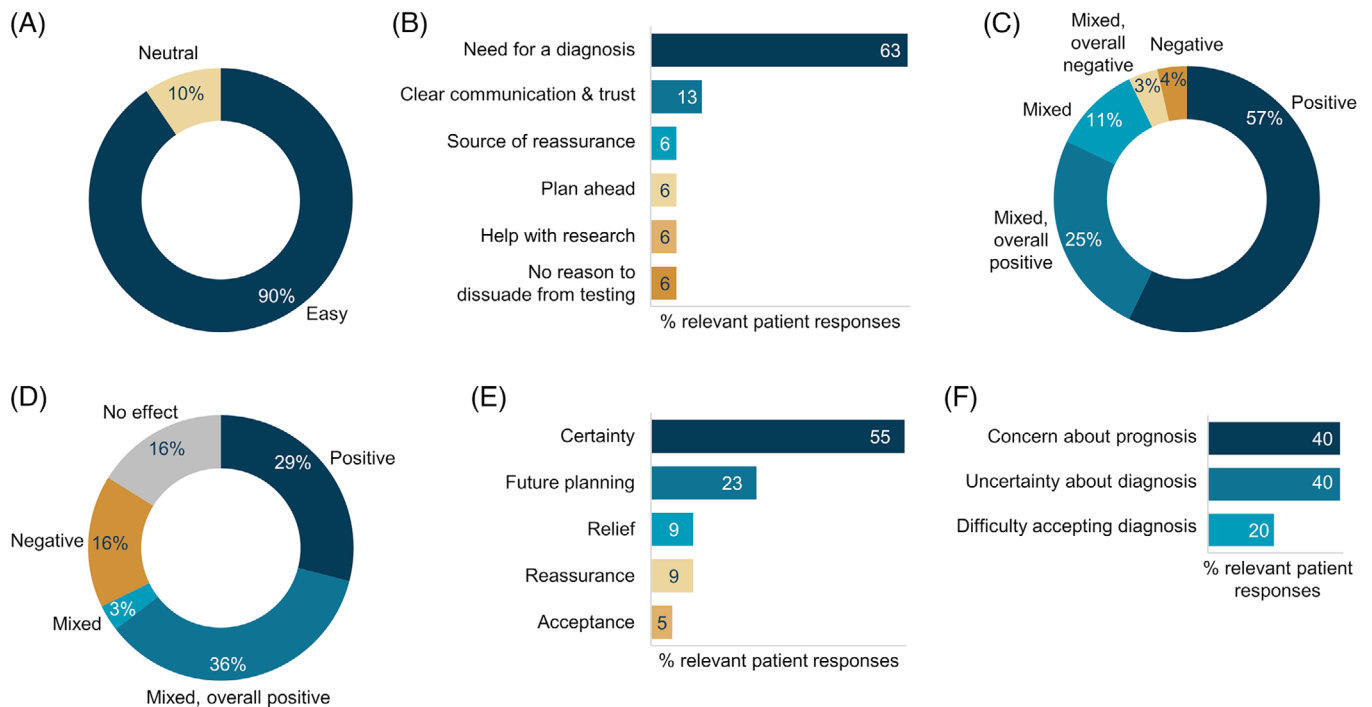 (A)
Neutral
10%
90%
Easy
(B)
Need for a diagnosis
63
Clear communication & trust
13
Source of reassurance
6
Plan ahead
6
Help with research
6
No reason to
dissuade from testing
6
% relevant patient responses
(C)
Mixed,
overall
negative
Negative
3%
4%
Positive
57%
Mixed
11%
Mixed,
overall
positive
25%
(D)
No effect
16%
29%
Positive
Negative
16%
3%
Mixed
36%
Mixed, overall positive
(E)
Certainty
55
Future planning
23
Relief
9
Reassurance
9
Acceptance
5
% relevant patient responses
(F)
Concern about prognosis
40
Uncertainty about diagnosis
40
Difficulty accepting diagnosis
20
% relevant patient
responses